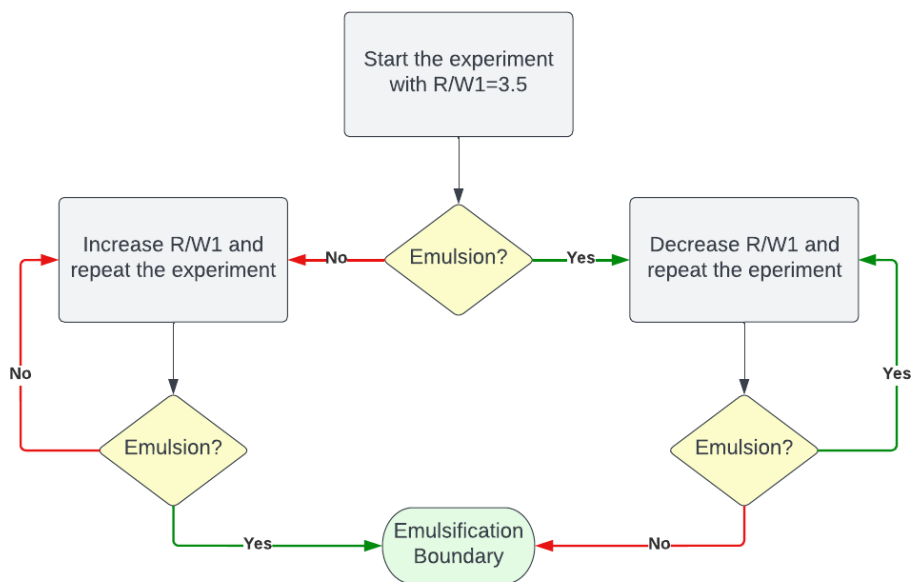 Start the experiment
with R/W1=3.5
Increase R/W1 and
repeat the experiment
No
Emulsion?
Yes
Decrease R/W1 and
repeat the eperiment
No
Yes
Emulsion?
Emulsion?
Yes
Emulsification
Boundary
No